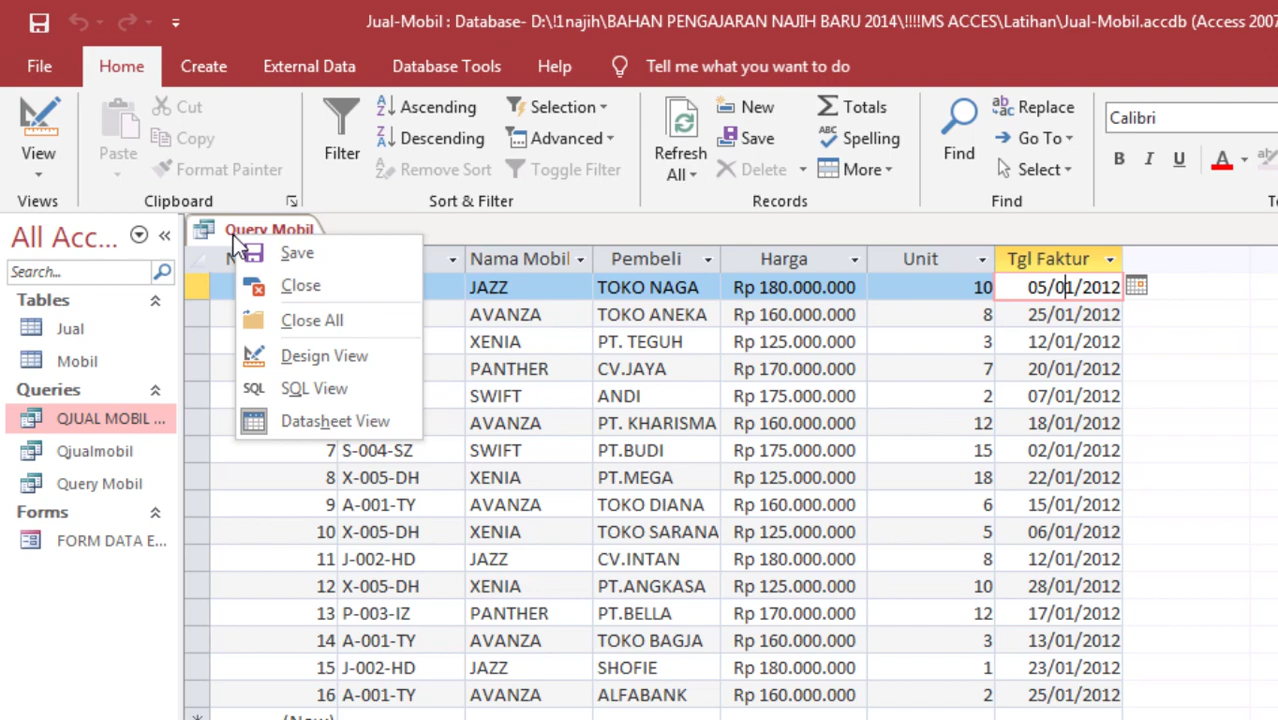 Jual-Mobil : Database- D:\!1najih\BAHAN PENGAJARAN NAJIH BARU 2014\!!!!MS ACCES\Latihan\Jual-Mobil.accdb (Access 2007
File Home Create External Data Database Tools Help Tell me what you want to do
View Paste Cut Copy Format Painter
Filter Ascending Descending Remove Sort Selection Advanced Toggle Filter
Refresh All New Save Delete Totals Spelling More
Find Replace Go To Select Calibri
B I U A
Views Clipboard Sort & Filter Records Find
All Acc...
Search...
Tables
Jual
Mobil
Queries
QJUAL MOBIL ...
Qjualmobil
Query Mobil
Forms
FORM DATA E...
Query Mobil
Save
Close
Close All
Design View
SQL View
Datasheet View
Nama Mobil Pembeli Harga Unit Tgl Faktur
JAZZ TOKO NAGA Rp 180.000.000 10 05/01/2012
AVANZA TOKO ANEKA Rp 160.000.000 8 25/01/2012
XENIA PT. TEGUH Rp 125.000.000 3 12/01/2012
PANTHER CV.JAYA Rp 170.000.000 7 20/01/2012
SWIFT ANDI Rp 175.000.000 2 07/01/2012
AVANZA PT. KHARISMA Rp 160.000.000 12 18/01/2012
7 S-004-SZ SWIFT PT.BUDI Rp 175.000.000 15 02/01/2012
8 X-005-DH XENIA PT.MEGA Rp 125.000.000 18 22/01/2012
9 A-001-TY AVANZA TOKO DIANA Rp 160.000.000 6 15/01/2012
10 X-005-DH XENIA TOKO SARANA Rp 125.000.000 5 06/01/2012
11 J-002-HD JAZZ CV.INTAN Rp 180.000.000 8 12/01/2012
12 X-005-DH XENIA PT.ANGKASA Rp 125.000.000 10 28/01/2012
13 P-003-IZ PANTHER PT.BELLA Rp 170.000.000 12 17/01/2012
14 A-001-TY AVANZA TOKO BAGJA Rp 160.000.000 3 13/01/2012
15 J-002-HD JAZZ SHOFIE Rp 180.000.000 1 23/01/2012
16 A-001-TY AVANZA ALFABANK Rp 160.000.000 2 25/01/2012
(New)